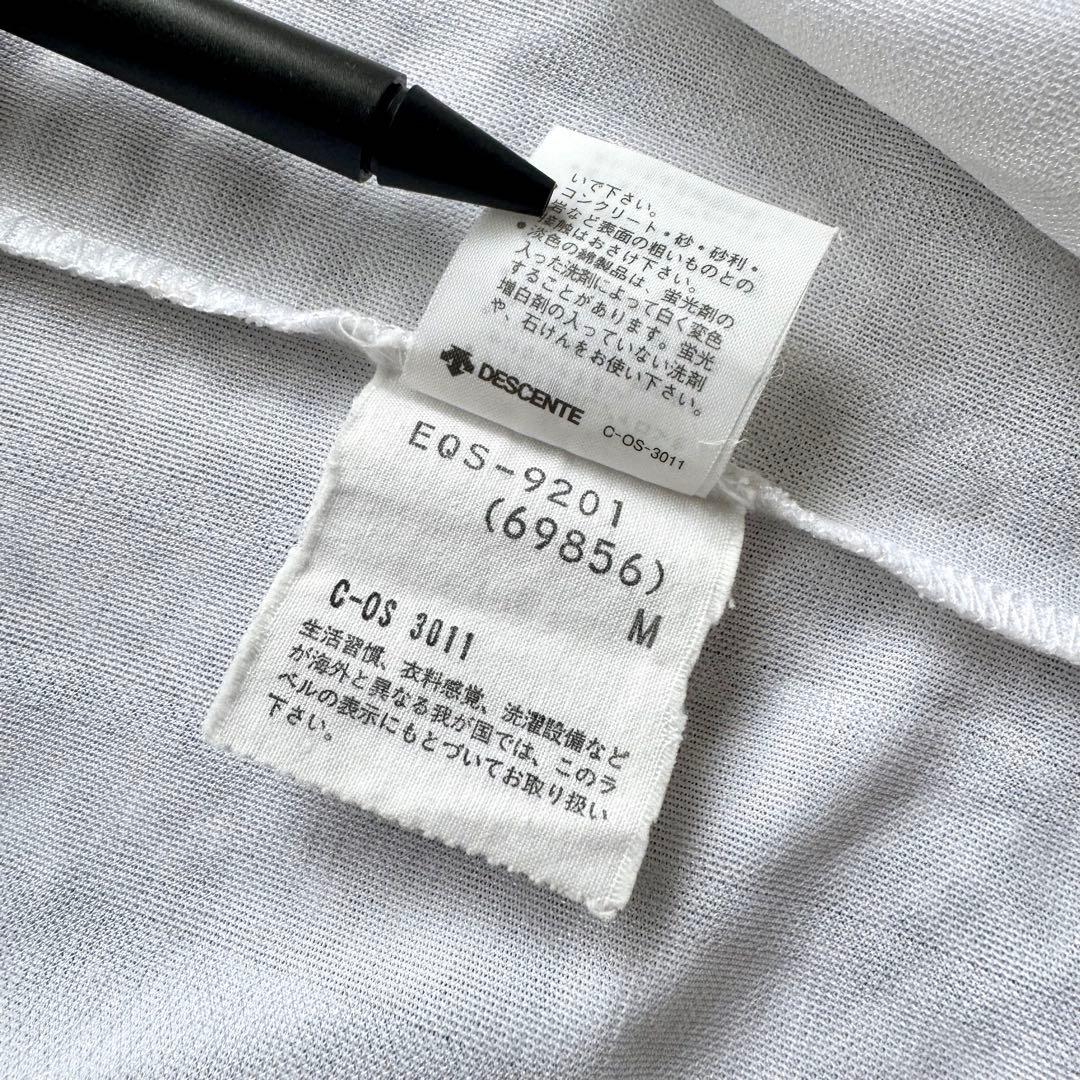 いで下さい。
コンクリート・砂・砂利・
岩など表面の粗いものとの
接触はおさけ下さい。
●淡色の綿製品は、蛍光剤の
入った洗剤によって白く変色
することがあります。蛍光
増白剤の入っていない洗剤
や、石けんをお使い下さい。
DESCENTE
C-OS-3011
EQS-9201
(69856)
M
C-OS 3011
生活習慣、衣料感覚、洗濯設備など
が海外と異なる我が国では、このラ
ベルの表示にもとづいてお取り扱い
下さい。